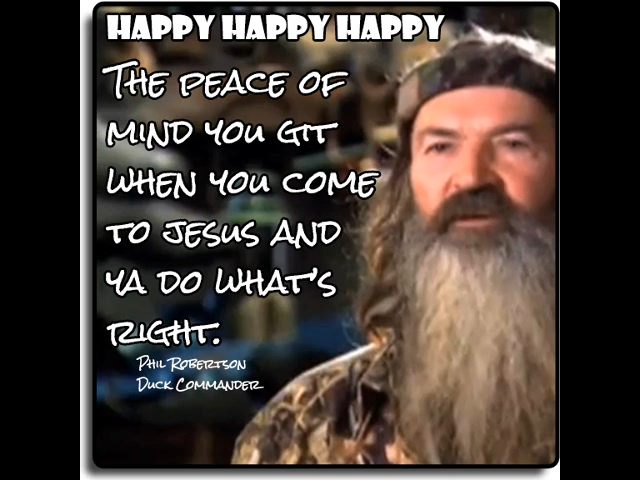 HAPPY HAPPY HAPPY
The peace of
mind you git
when you come
to Jesus and
ya do what's
right.
Phil Robertson
Duck Commander